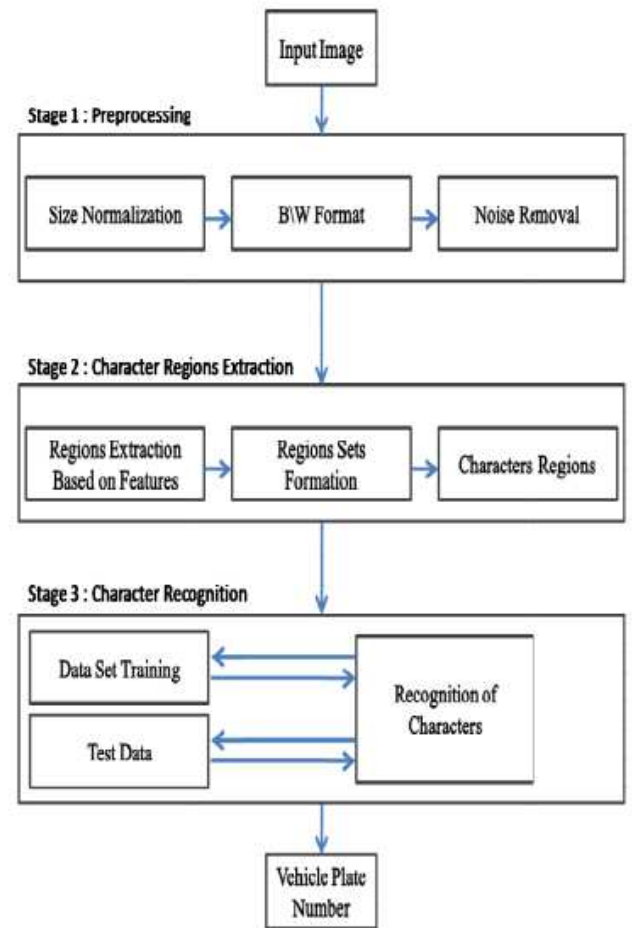 Input Image
Stage 1 : Preprocessing
Size Normalization
B\W Format
Noise Removal
Stage 2 : Character Regions Extraction
Regions Extraction
Based on Features
Regions Sets
Formation
Characters Regions
Stage 3 : Character Recognition
Data Set Training
Test Data
Recognition of
Characters
Vehicle Plate
Number